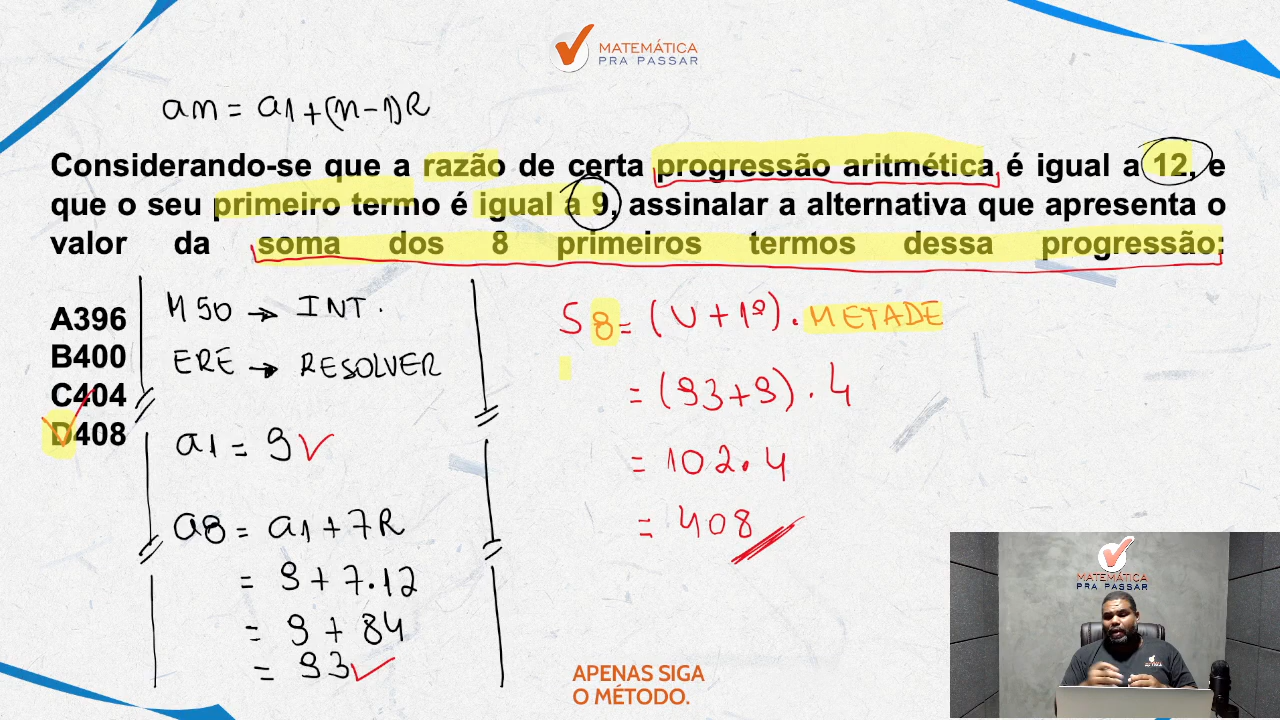 MATEMÁTICA
PRA PASSAR
an = a1+(n-1)R
Considerando-se que a razão de certa progressão aritmética é igual a 12, e
que o seu primeiro termo é igual a 9, assinalar a alternativa que apresenta o
valor da soma dos 8 primeiros termos dessa progressão:
A396
B400
C404
D408
M50 → INT.
ERE → RESOLVER
a1 = 9
a8 = a1+7R
= 9+7.12
= 9+84
= 93
S8= (U+1º).METADE
= (93+9).4
= 102.4
= 408
MATEMÁTICA
PRA PASSAR
APENAS SIGA
O MÉTODO.